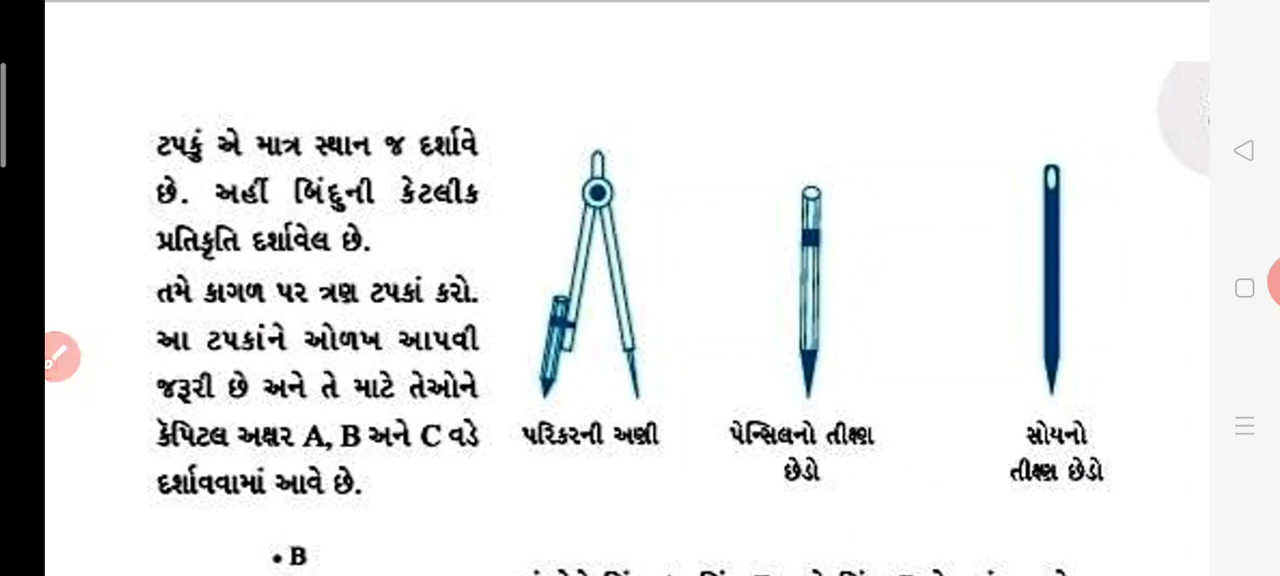 ટપકું એ માત્ર સ્થાન જ દર્શાવે
છે. અહીં બિંદુની કેટલીક
પ્રતિકૃતિ દર્શાવેલ છે.
તમે કાગળ પર ત્રણ ટપકાં કરો.
આ ટપકાંને ઓળખ આપવી
જરૂરી છે અને તે માટે તેઓને
કૅપિટલ અક્ષર A, B અને C વડે
દર્શાવવામાં આવે છે.
પરિકરની અણી
પેન્સિલનો તીક્ષ્ણ
છેડો
સોયનો
તીક્ષ્ણ છેડો
• B